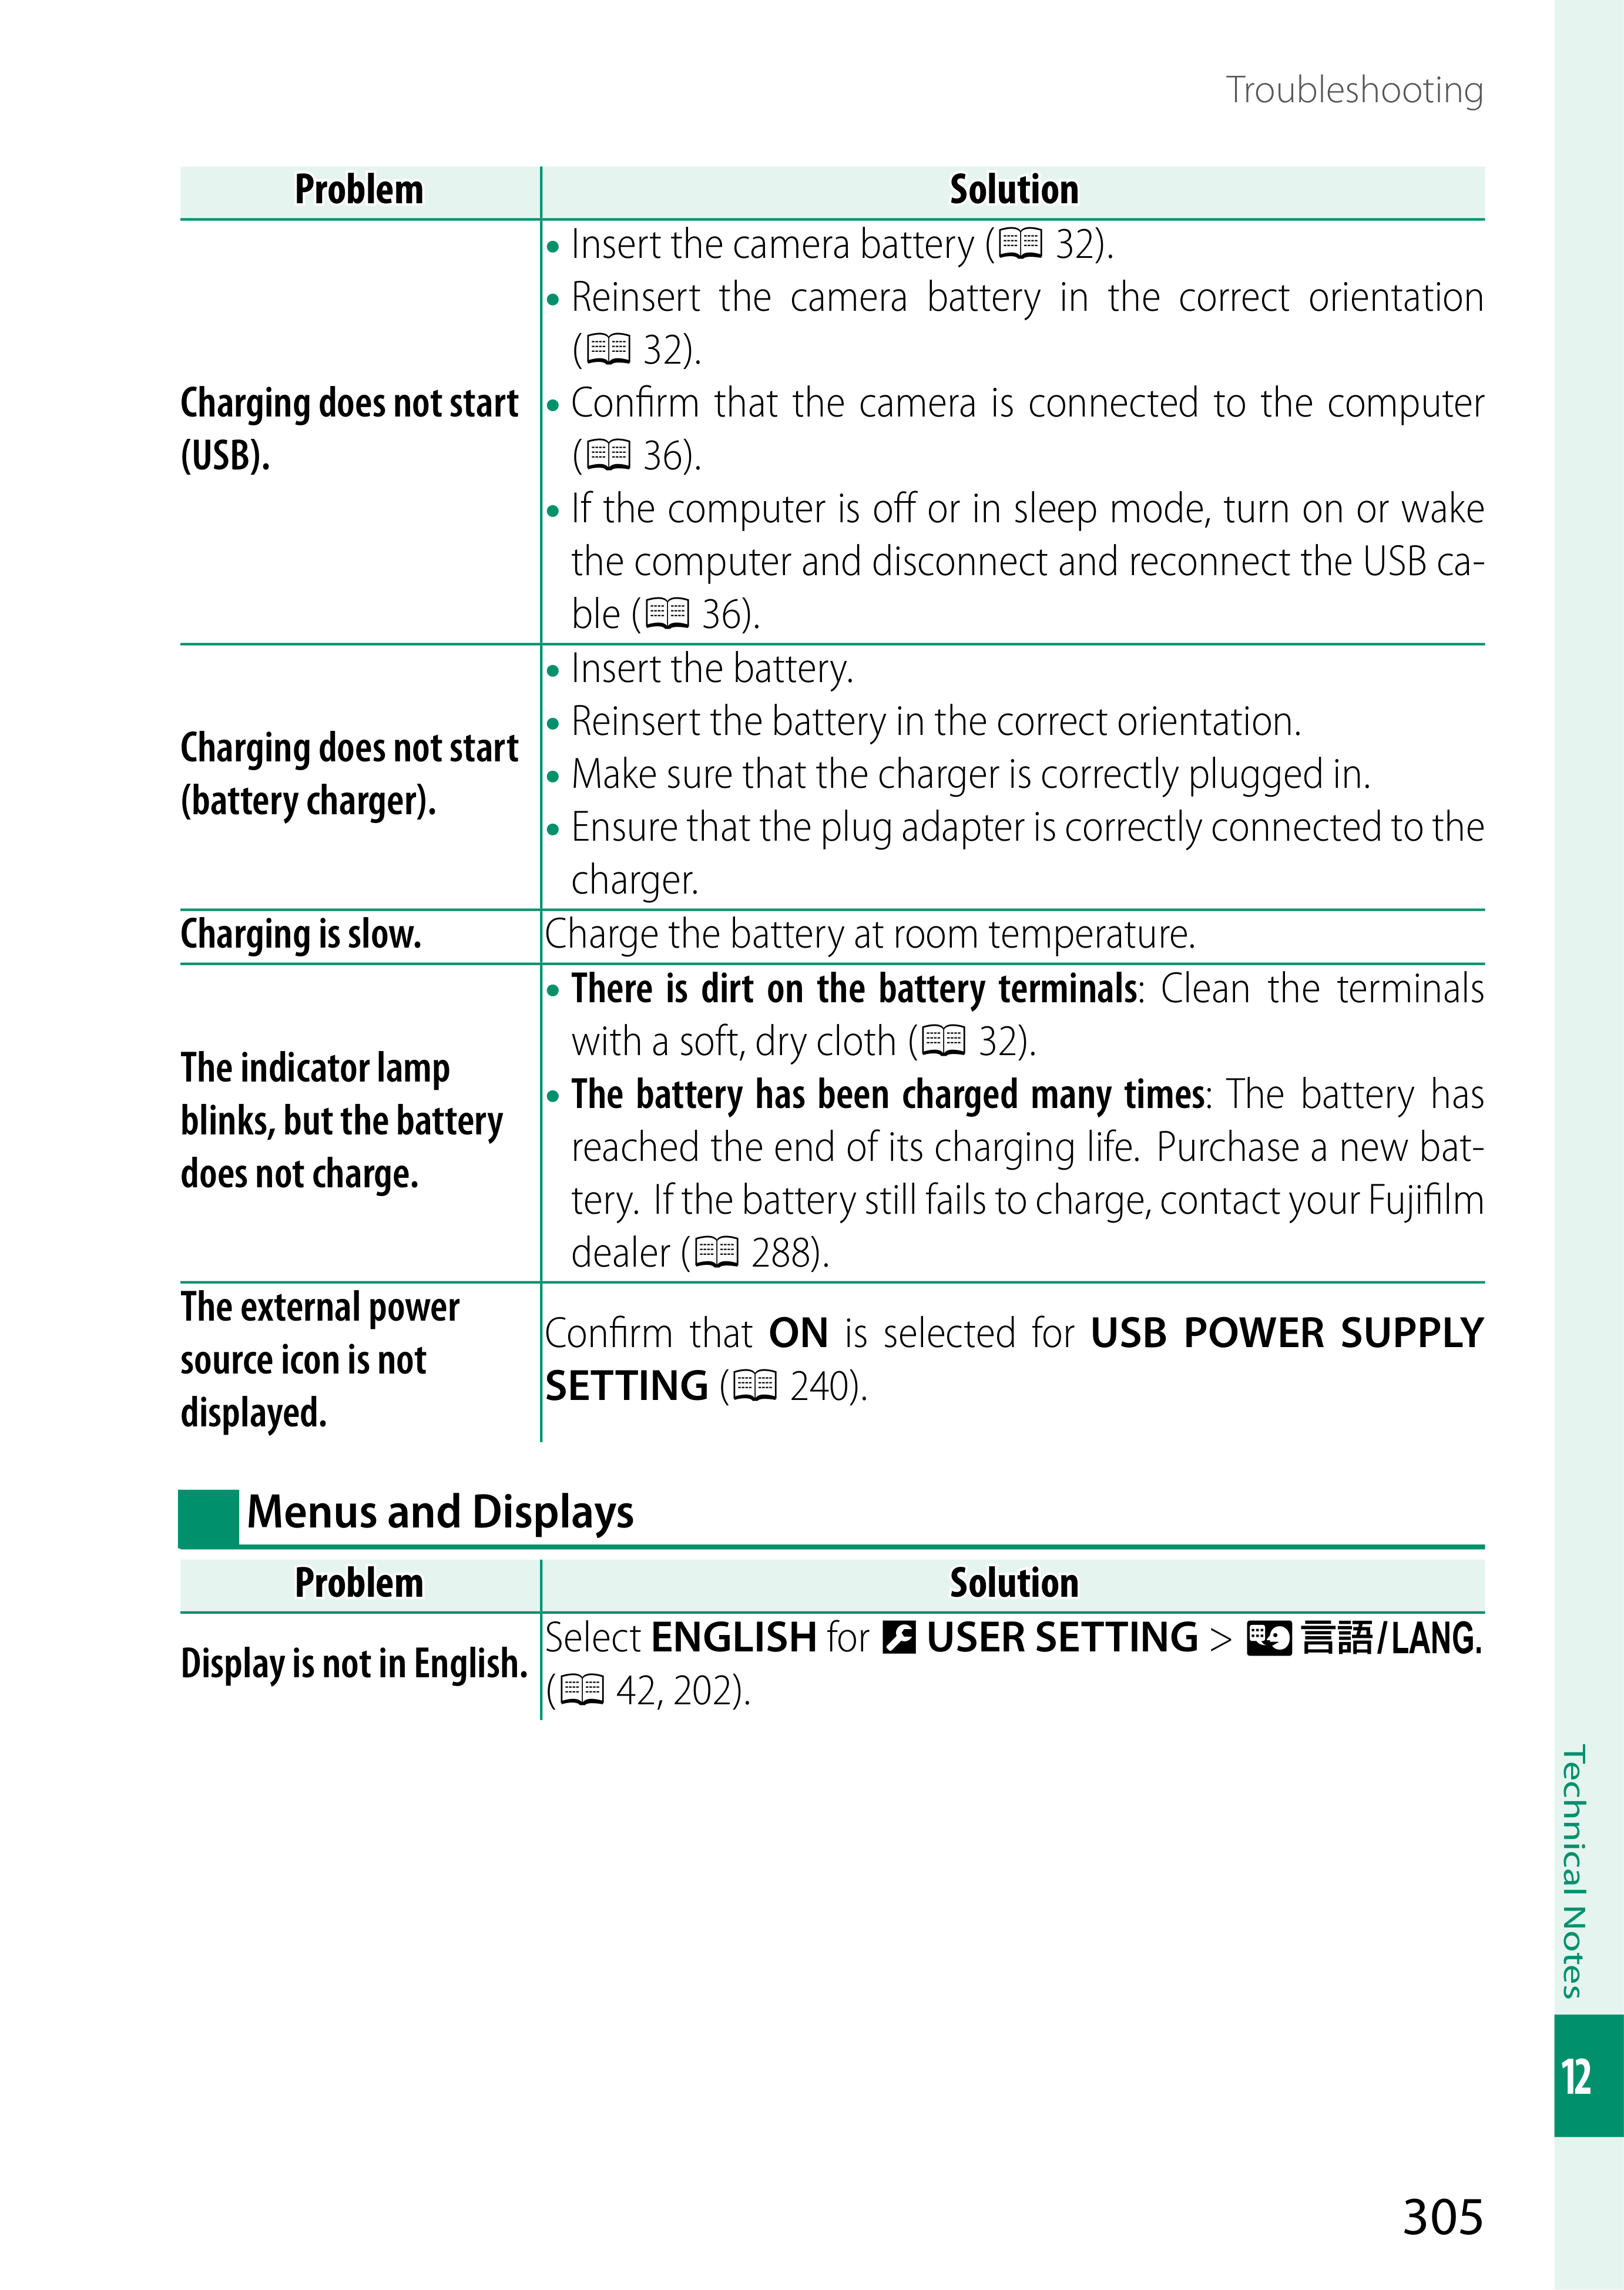 Troubleshooting
Problem
Solution
Charging does not start
(USB).
• Insert the camera battery (📖 32).
• Reinsert the camera battery in the correct orientation
(📖 32).
• Confirm that the camera is connected to the computer
(📖 36).
• If the computer is off or in sleep mode, turn on or wake
the computer and disconnect and reconnect the USB ca-
ble (📖 36).
Charging does not start
(battery charger).
• Insert the battery.
• Reinsert the battery in the correct orientation.
• Make sure that the charger is correctly plugged in.
• Ensure that the plug adapter is correctly connected to the
charger.
Charging is slow.
Charge the battery at room temperature.
The indicator lamp
blinks, but the battery
does not charge.
• There is dirt on the battery terminals: Clean the terminals
with a soft, dry cloth (📖 32).
• The battery has been charged many times: The battery has
reached the end of its charging life. Purchase a new bat-
tery. If the battery still fails to charge, contact your Fujifilm
dealer (📖 288).
The external power
source icon is not
displayed.
Confirm that ON is selected for USB POWER SUPPLY
SETTING (📖 240).
Menus and Displays
Problem
Solution
Display is not in English.
Select ENGLISH for USER SETTING > 言語/LANG.
(📖 42, 202).
Technical Notes
12
305